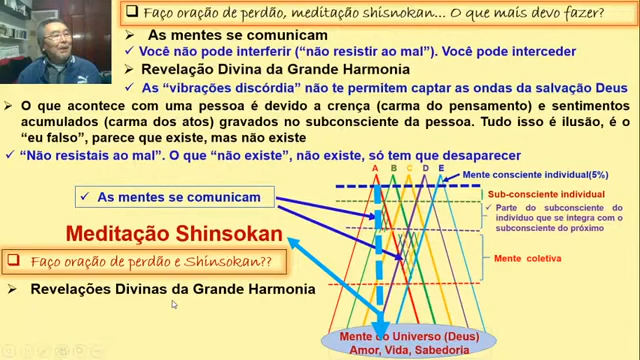 Faço oração de perdão, meditação shisnokan... O que mais devo fazer?
As mentes se comunicam
Você não pode interferir ("não resistir ao mal"). Você pode interceder
Revelação Divina da Grande Harmonia
As "vibrações discórdia" não te permitem captar as ondas da salvação Deus
O que acontece com uma pessoa é devido a crença (carma do pensamento) e sentimentos
acumulados (carma dos atos) gravados no subconsciente da pessoa. Tudo isso é ilusão, é o
"eu falso", parece que existe, mas não existe
"Não resistais ao mal". O que "não existe", não existe, só tem que desaparecer
A B C D E
Mente consciente individual(5%)
As mentes se comunicam
Sub-consciente individual
Parte do subconsciente do
individuo que se integra com o
subconsciente do próximo
Meditação Shinsokan
Mente coletiva
Faço oração de perdão e Shinsokan??
Revelações Divinas da Grande Harmonia
Mente do Universo (Deus)
Amor, Vida, Sabedoria